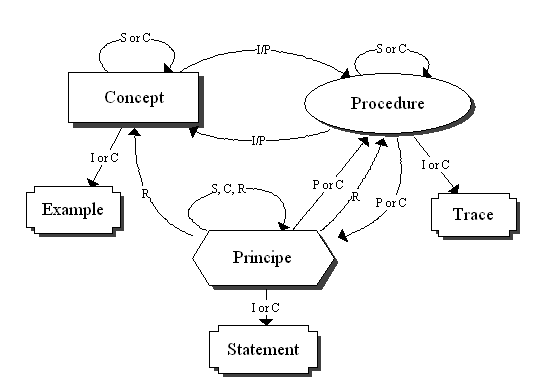 S or C
S or C
I/P
Concept
Procedure
I/P
I or C
I or C
P or C
S, C, R
R
R
P or C
Example
Trace
Principe
I or C
Statement